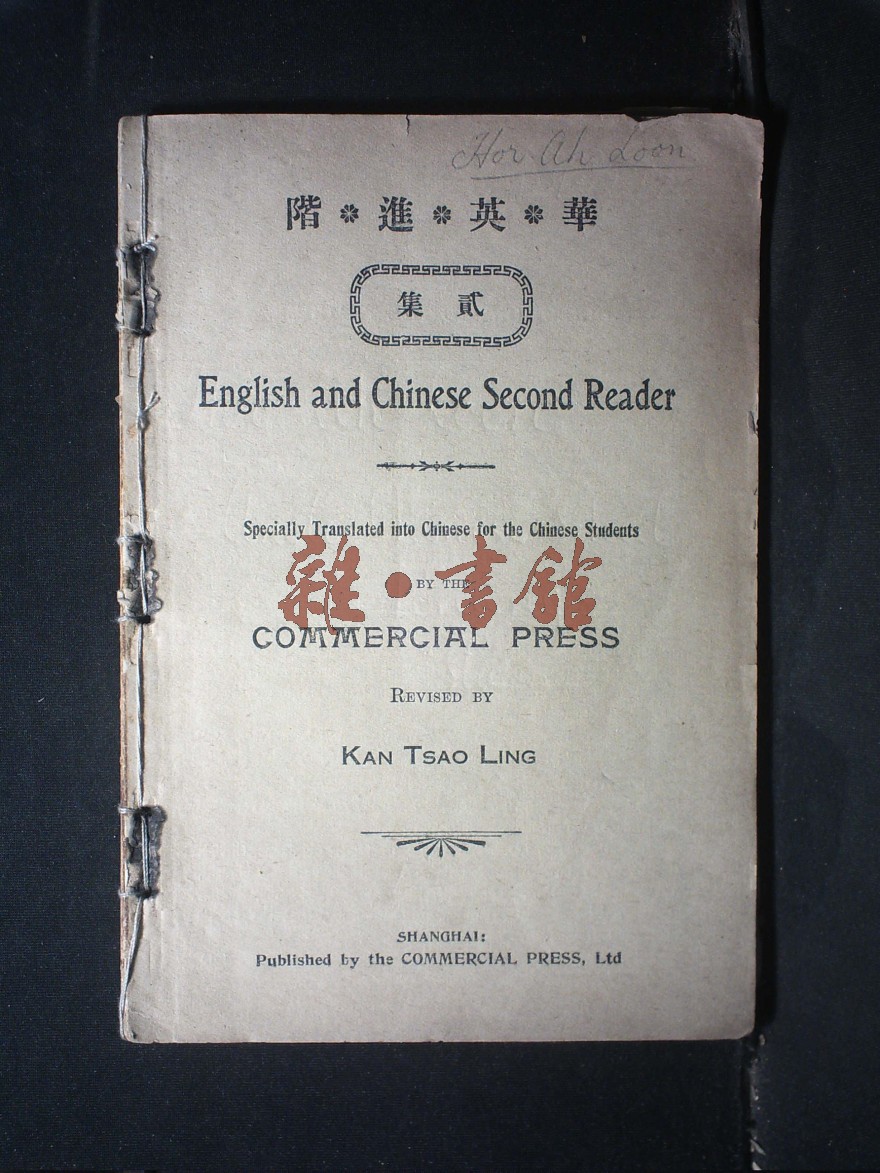 Hor Ah Loon
華英進階
貳集
English and Chinese Second Reader
Specially Translated into Chinese for the Chinese Students
BY THE
雜·書館
COMMERCIAL PRESS
REVISED BY
KAN TSAO LING
SHANGHAI:
Published by the COMMERCIAL PRESS, Ltd